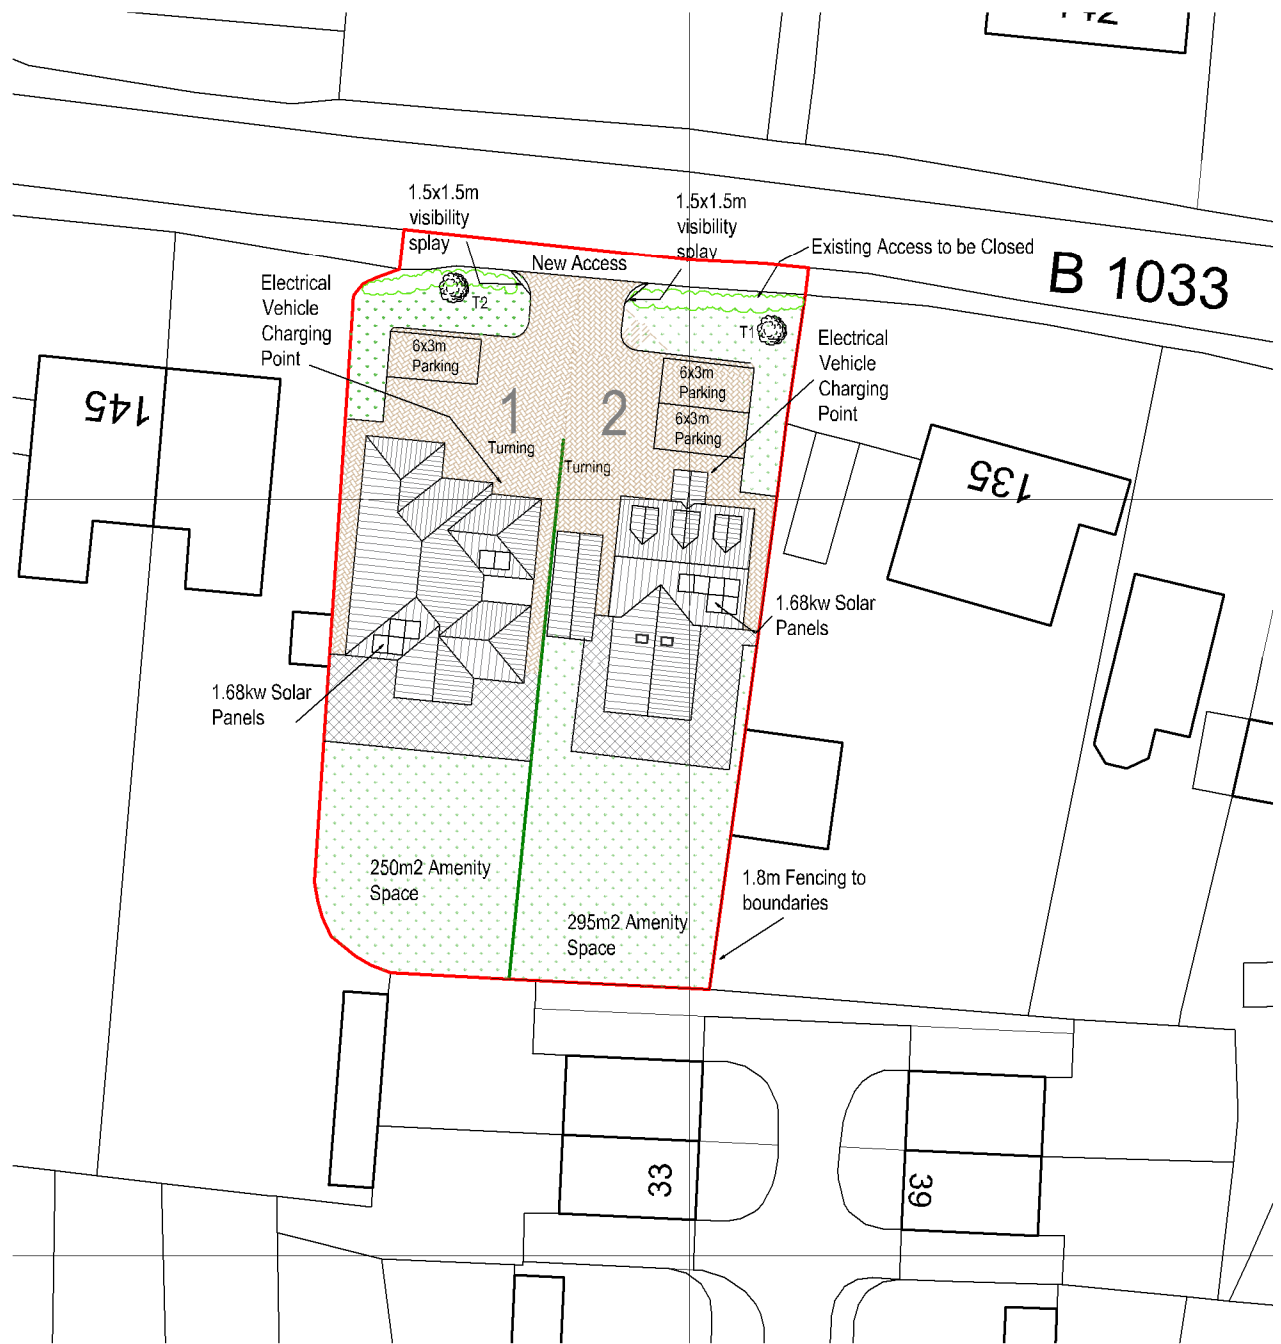 142
1.5x1.5m
visibility
splay
1.5x1.5m
visibility
splay
Existing Access to be Closed
New Access
B 1033
Electrical
Vehicle
Charging
Point
T2
T1
Electrical
Vehicle
Charging
Point
6x3m
Parking
6x3m
Parking
6x3m
Parking
1
2
Turning
Turning
145
135
1.68kw Solar
Panels
1.68kw Solar
Panels
250m2 Amenity
Space
295m2 Amenity
Space
1.8m Fencing to
boundaries
33
39